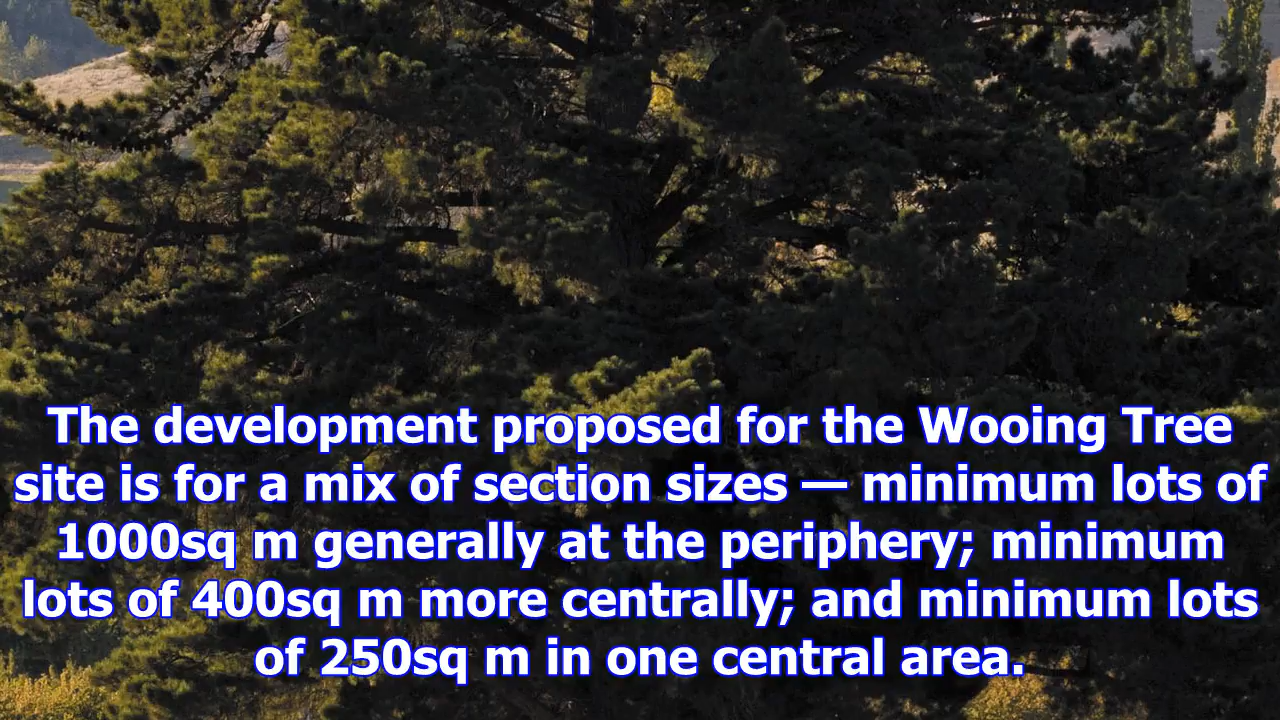 The development proposed for the Wooing Tree
site is for a mix of section sizes — minimum lots of
1000sq m generally at the periphery; minimum
lots of 400sq m more centrally; and minimum lots
of 250sq m in one central area.